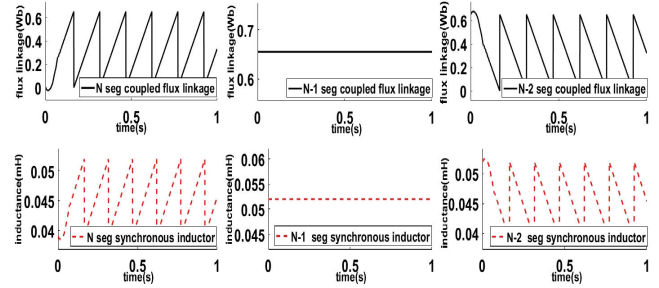 flux linkage(Wb)
0.6
0.4
0.2
0
N seg coupled flux linkage
0
0.5
1
time(s)
flux linkage(Wb)
0.7
0.6
N-1 seg coupled flux linkage
0
0.5
1
time(s)
flux linkage(Wb)
0.6
0.4
0.2
0
N-2 seg coupled flux linkage
0
0.5
1
time(s)
inductance(mH)
0.05
0.045
0.04
N seg synchronous inductor
0
0.5
1
time(s)
inductance(mH)
0.06
0.055
0.05
0.045
N-1 seg synchronous inductor
0
0.5
1
time(s)
inductance(mH)
0.05
0.045
0.04
N-2 seg synchronous inductor
0
0.5
1
time(s)